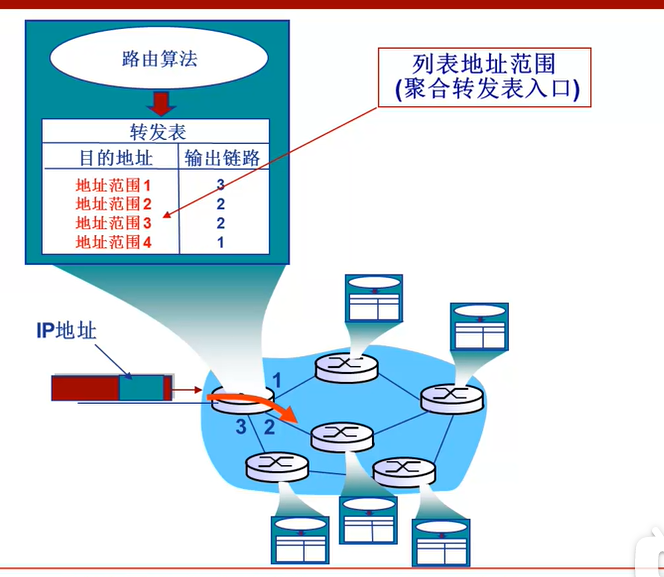 路由算法
列表地址范围
(聚合转发表入口)
转发表
目的地址 输出链路
地址范围1 3
地址范围2 2
地址范围3 2
地址范围4 1
IP地址
1
3 2